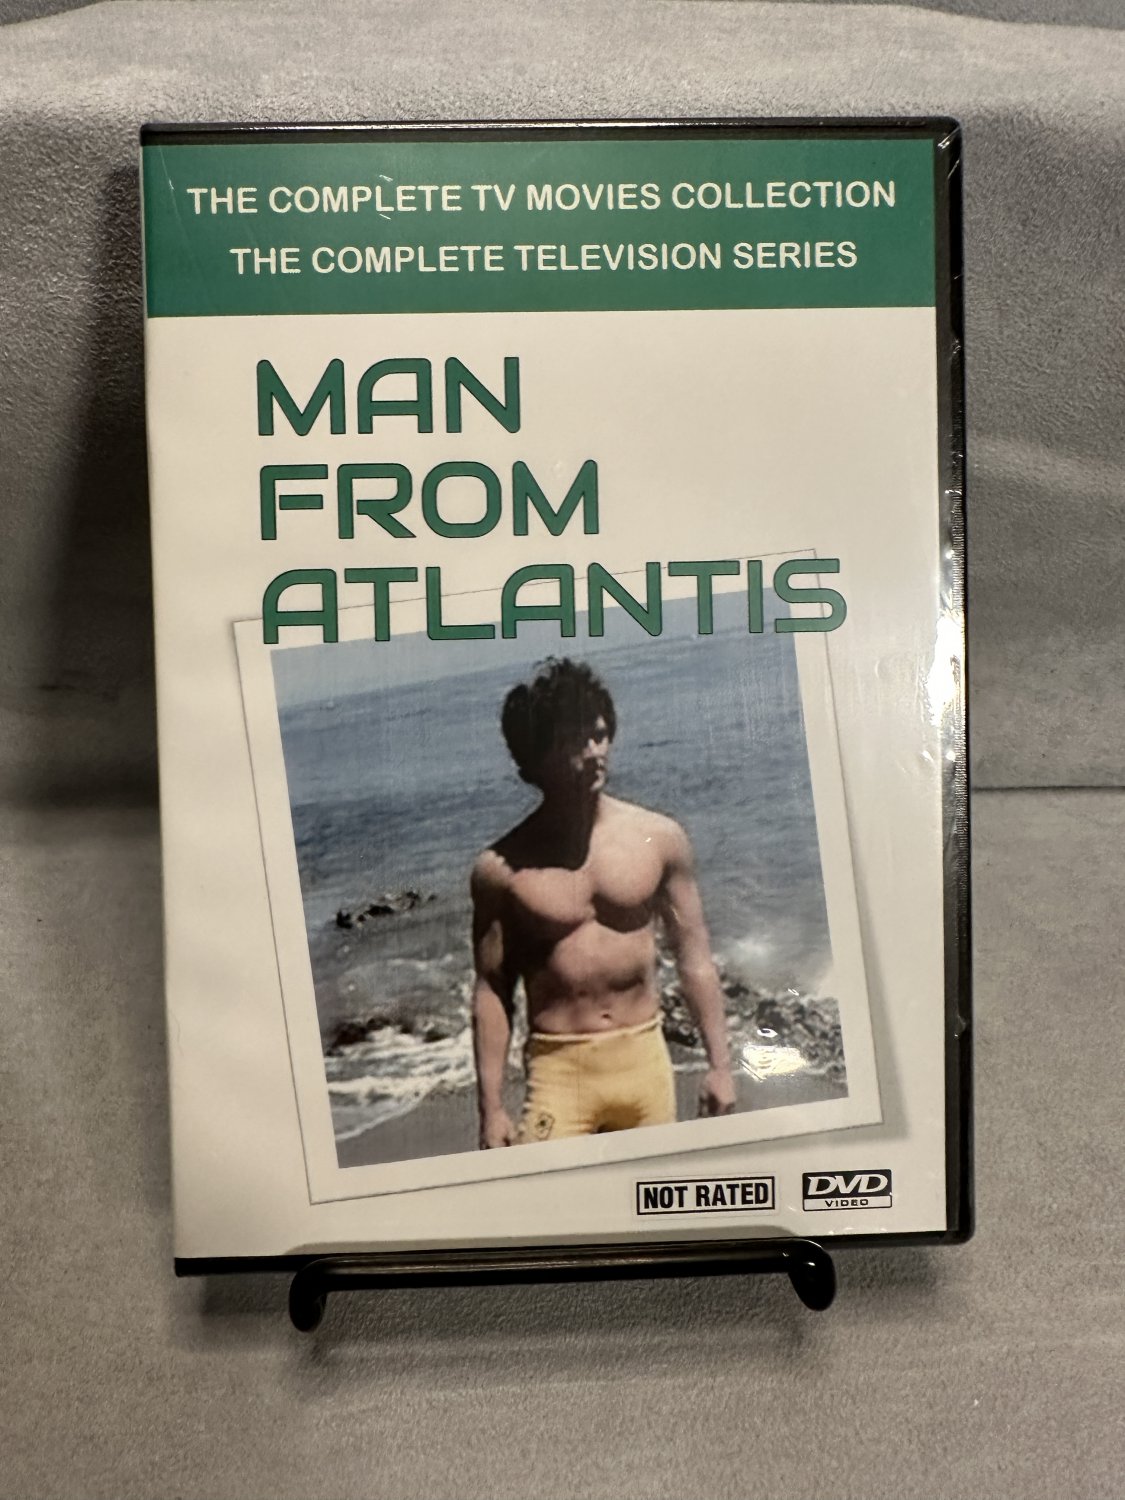 THE COMPLETE TV MOVIES COLLECTION
THE COMPLETE TELEVISION SERIES
MAN
FROM
ATLANTIS
NOT RATED
DVD
VIDEO